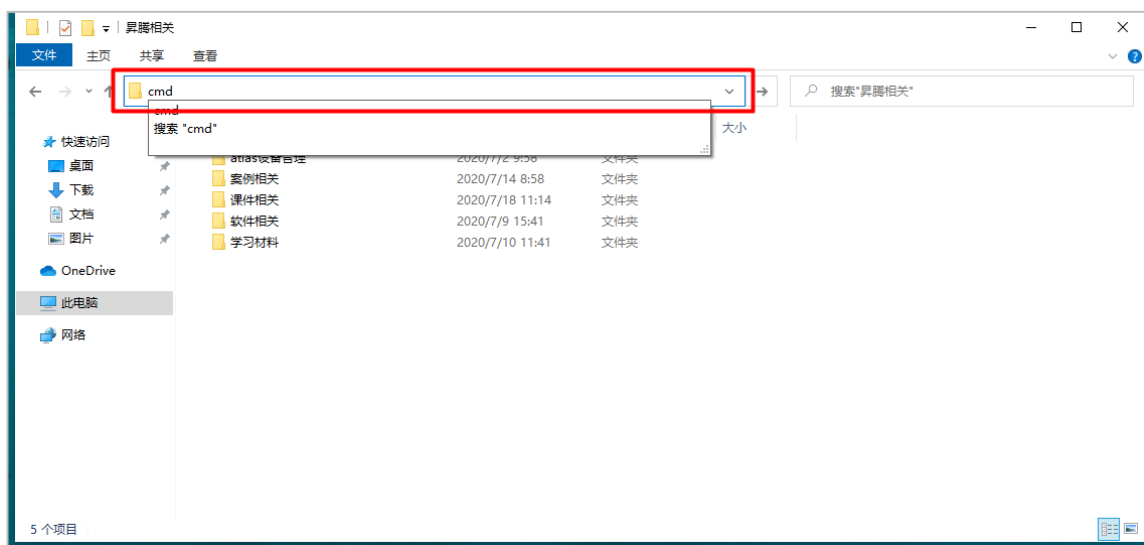 昇腾相关
文件 主页 共享 查看
cmd
搜索"昇腾相关"
cmd
搜索 "cmd"
大小
快速访问
桌面
下载
文档
图片
OneDrive
此电脑
网络
atlas设备管理 2020/7/2 9:58 文件夹
案例相关 2020/7/14 8:58 文件夹
课件相关 2020/7/18 11:14 文件夹
软件相关 2020/7/9 15:41 文件夹
学习材料 2020/7/10 11:41 文件夹
5 个项目